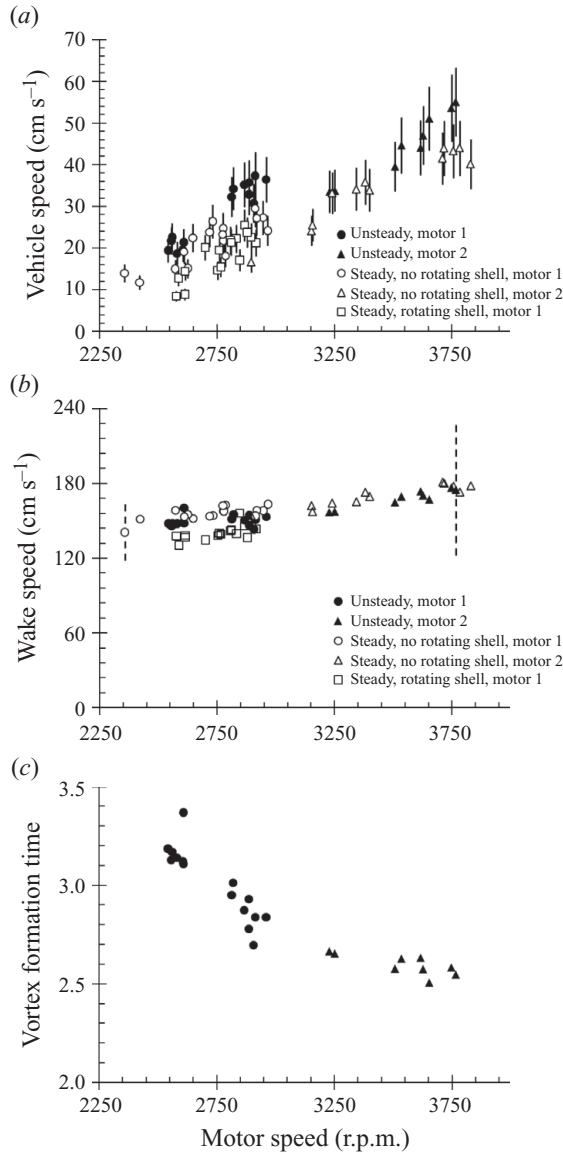 (a)
70
60
50
40
30
20
10
0
Vehicle speed (cm s⁻¹)
Unsteady, motor 1
Unsteady, motor 2
Steady, no rotating shell, motor 1
Steady, no rotating shell, motor 2
Steady, rotating shell, motor 1
2250 2750 3250 3750
(b)
240
180
120
60
0
Wake speed (cm s⁻¹)
Unsteady, motor 1
Unsteady, motor 2
Steady, no rotating shell, motor 1
Steady, no rotating shell, motor 2
Steady, rotating shell, motor 1
2250 2750 3250 3750
(c)
3.5
3.0
2.5
2.0
Vortex formation time
2250 2750 3250 3750
Motor speed (r.p.m.)